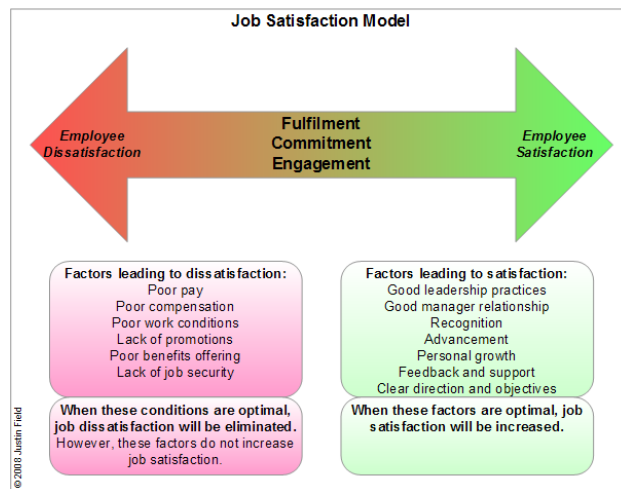 Job Satisfaction Model
Fulfilment
Commitment
Engagement
Employee
Dissatisfaction
Employee
Satisfaction
Factors leading to dissatisfaction:
Poor pay
Poor compensation
Poor work conditions
Lack of promotions
Poor benefits offering
Lack of job security
When these conditions are optimal,
job dissatisfaction will be eliminated.
However, these factors do not increase
job satisfaction.
Factors leading to satisfaction:
Good leadership practices
Good manager relationship
Recognition
Advancement
Personal growth
Feedback and support
Clear direction and objectives
When these factors are optimal, job
satisfaction will be increased.
©2008 Justin Field